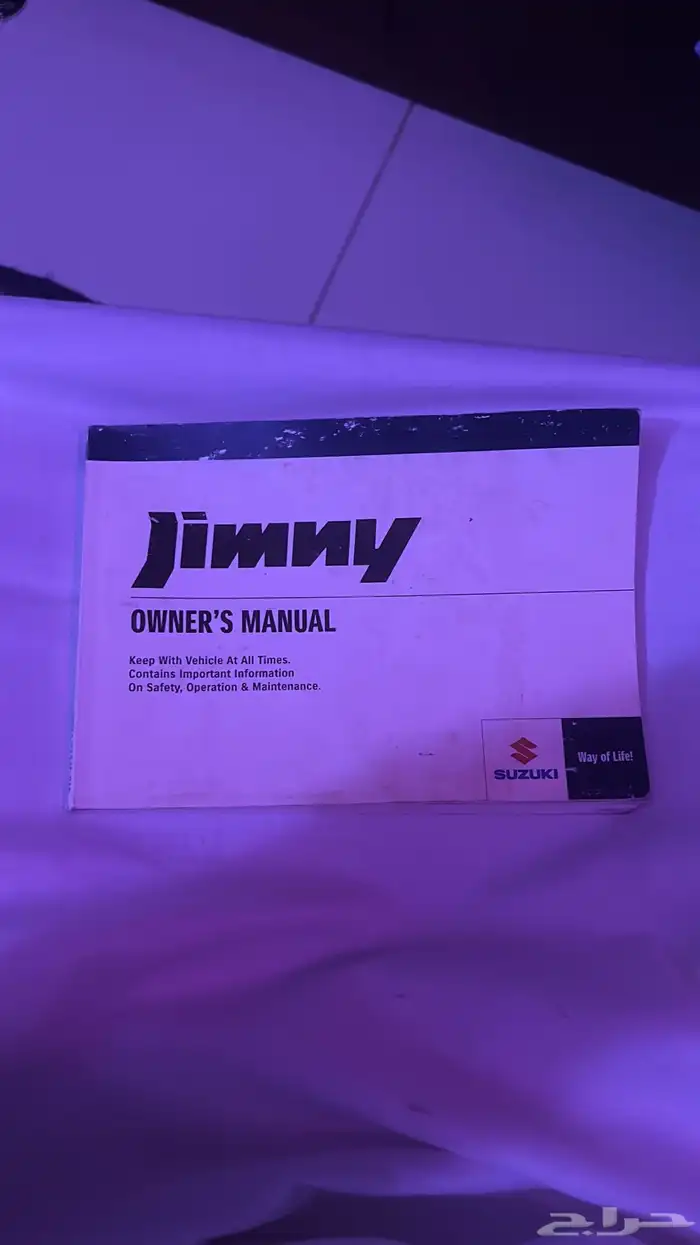 Jimny
OWNER'S MANUAL
Keep With Vehicle At All Times.
Contains Important Information
On Safety, Operation & Maintenance.
SUZUKI
Way of Life!
حراج